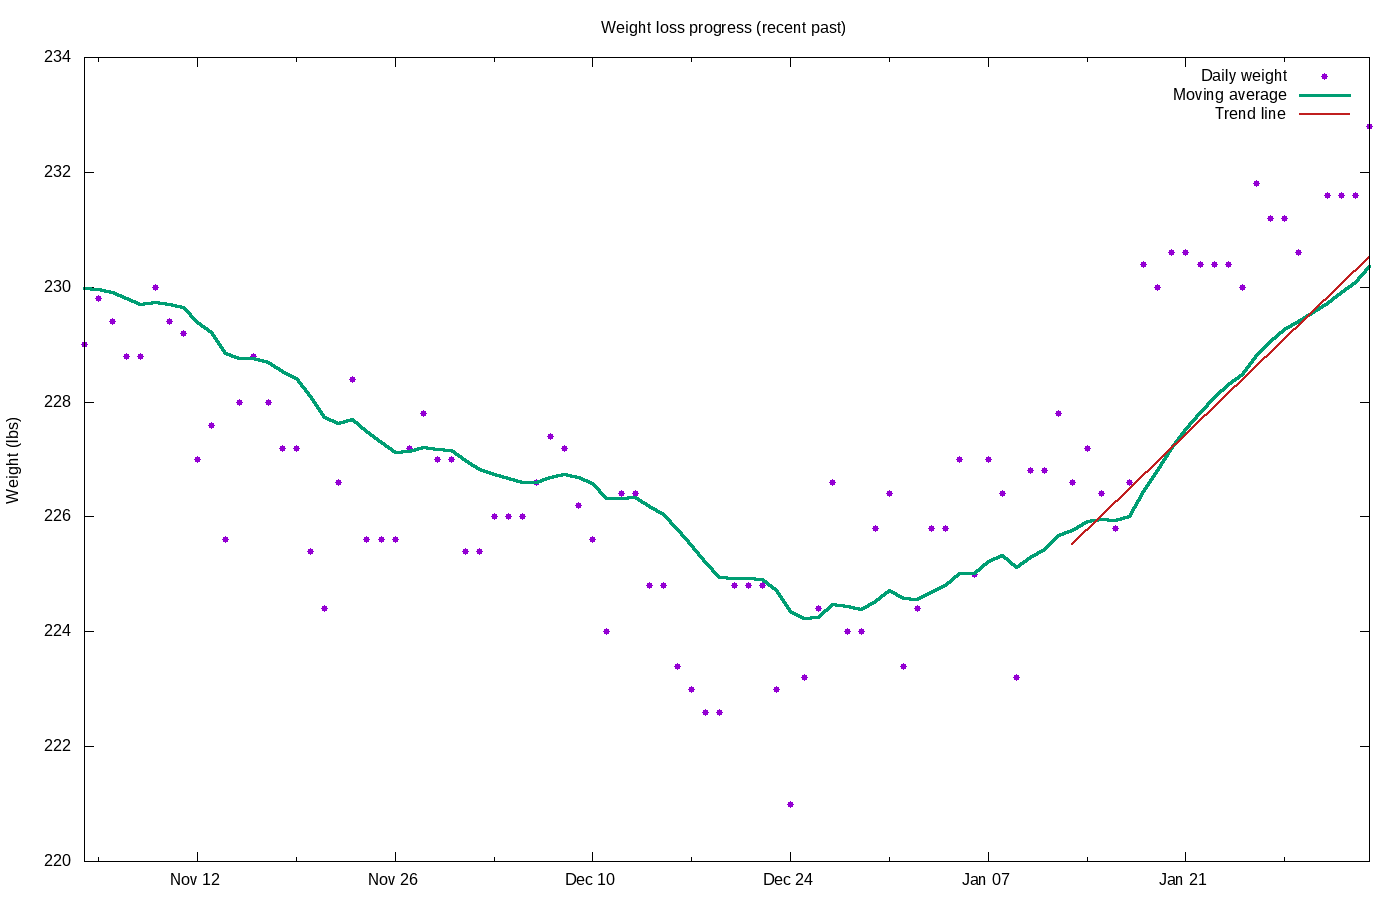 Weight loss progress (recent past)
234
232
230
228
226
224
222
220
Weight (lbs)
Daily weight
Moving average
Trend line
Nov 12 Nov 26 Dec 10 Dec 24 Jan 07 Jan 21